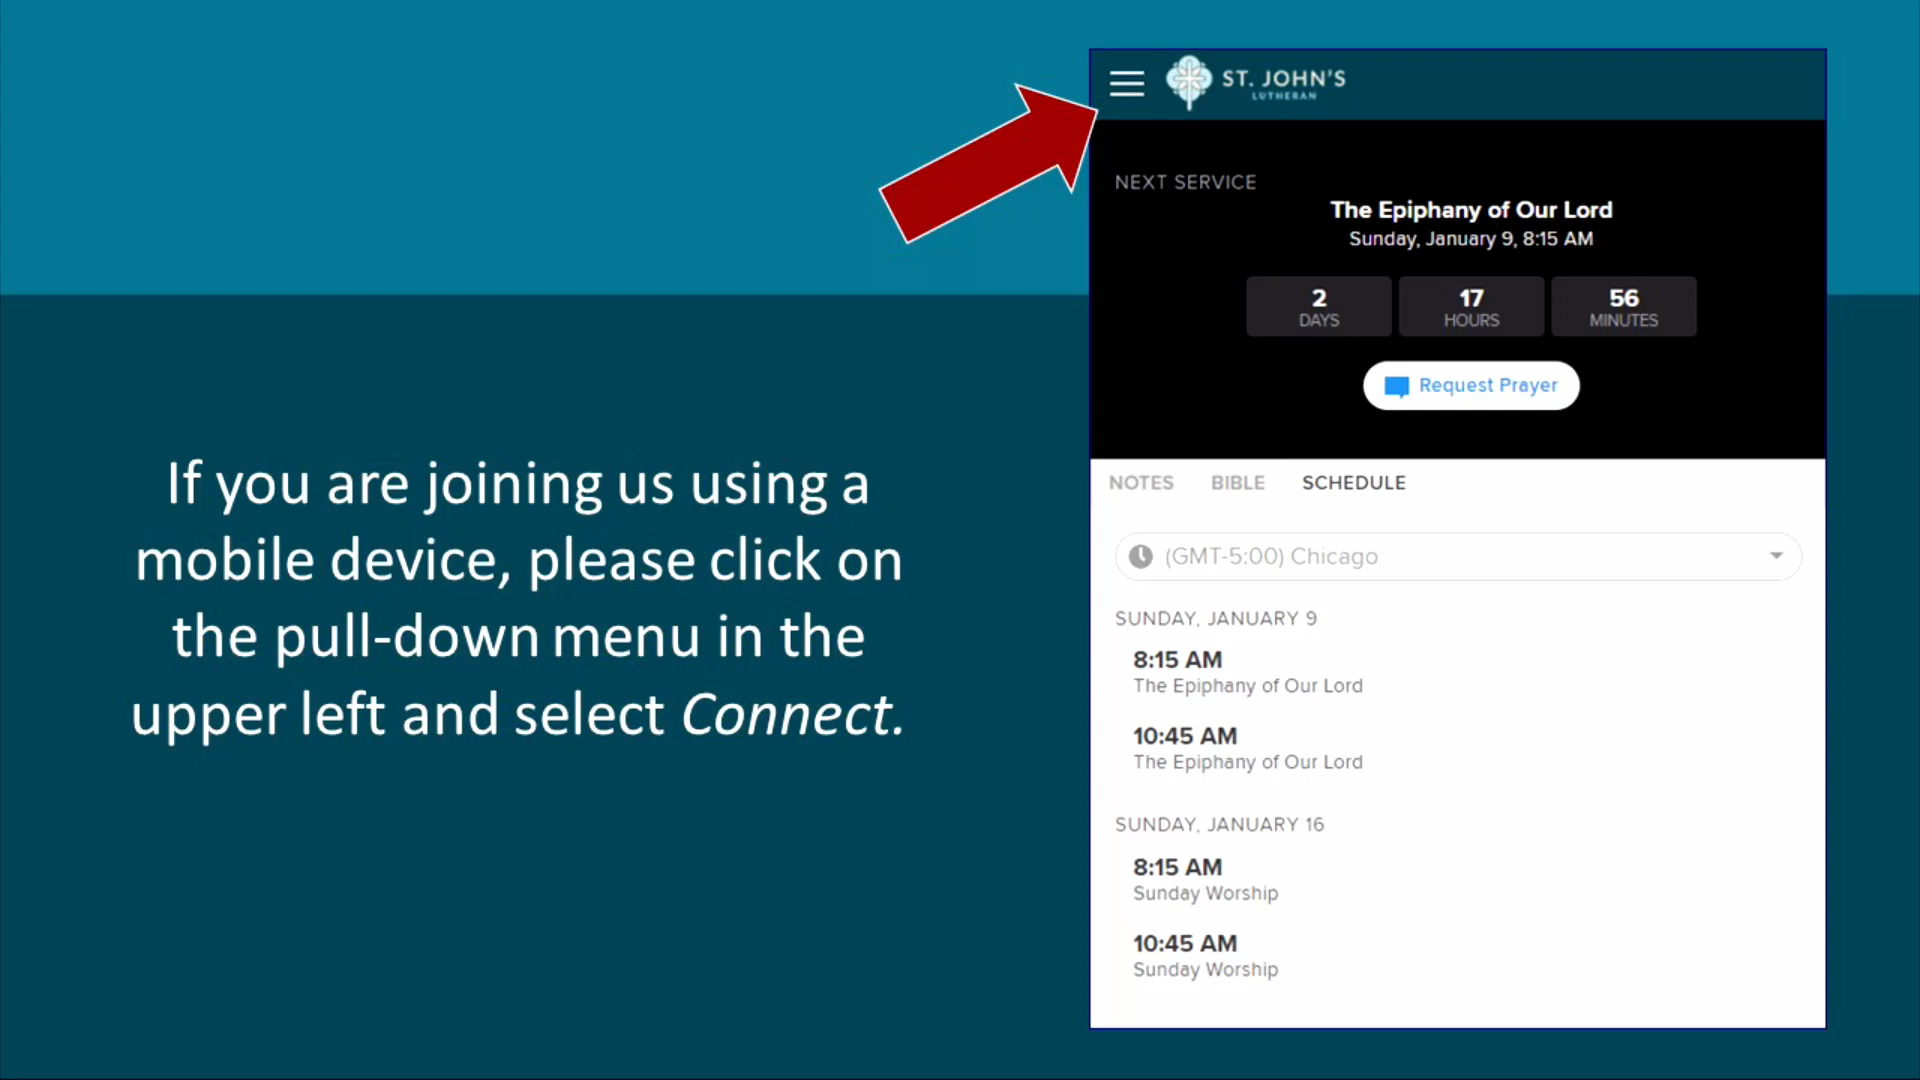 If you are joining us using a
mobile device, please click on
the pull-down menu in the
upper left and select Connect.
ST. JOHN'S
LUTHERAN
NEXT SERVICE
The Epiphany of Our Lord
Sunday, January 9, 8:15 AM
2 17 56
DAYS HOURS MINUTES
Request Prayer
NOTES BIBLE SCHEDULE
(GMT-5:00) Chicago
SUNDAY, JANUARY 9
8:15 AM
The Epiphany of Our Lord
10:45 AM
The Epiphany of Our Lord
SUNDAY, JANUARY 16
8:15 AM
Sunday Worship
10:45 AM
Sunday Worship